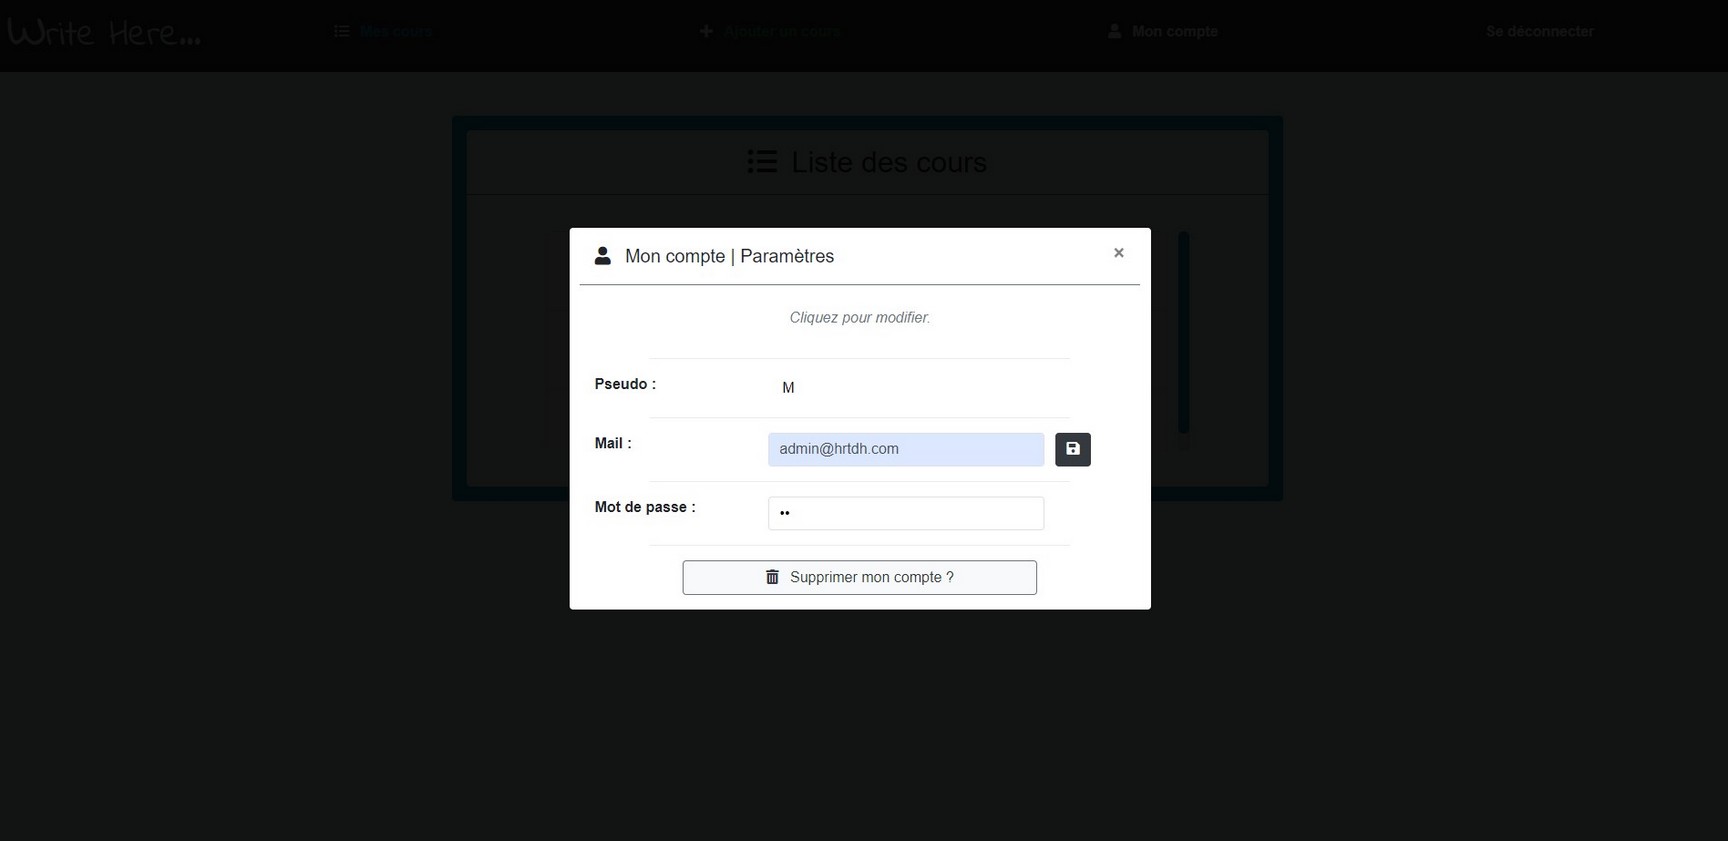 Write Here...
Mes cours
Ajouter un cours
Mon compte
Se déconnecter
Liste des cours
Mon compte | Paramètres
×
Cliquez pour modifier.
Pseudo :
M
Mail :
admin@hrtdh.com
Mot de passe :
••
Supprimer mon compte ?